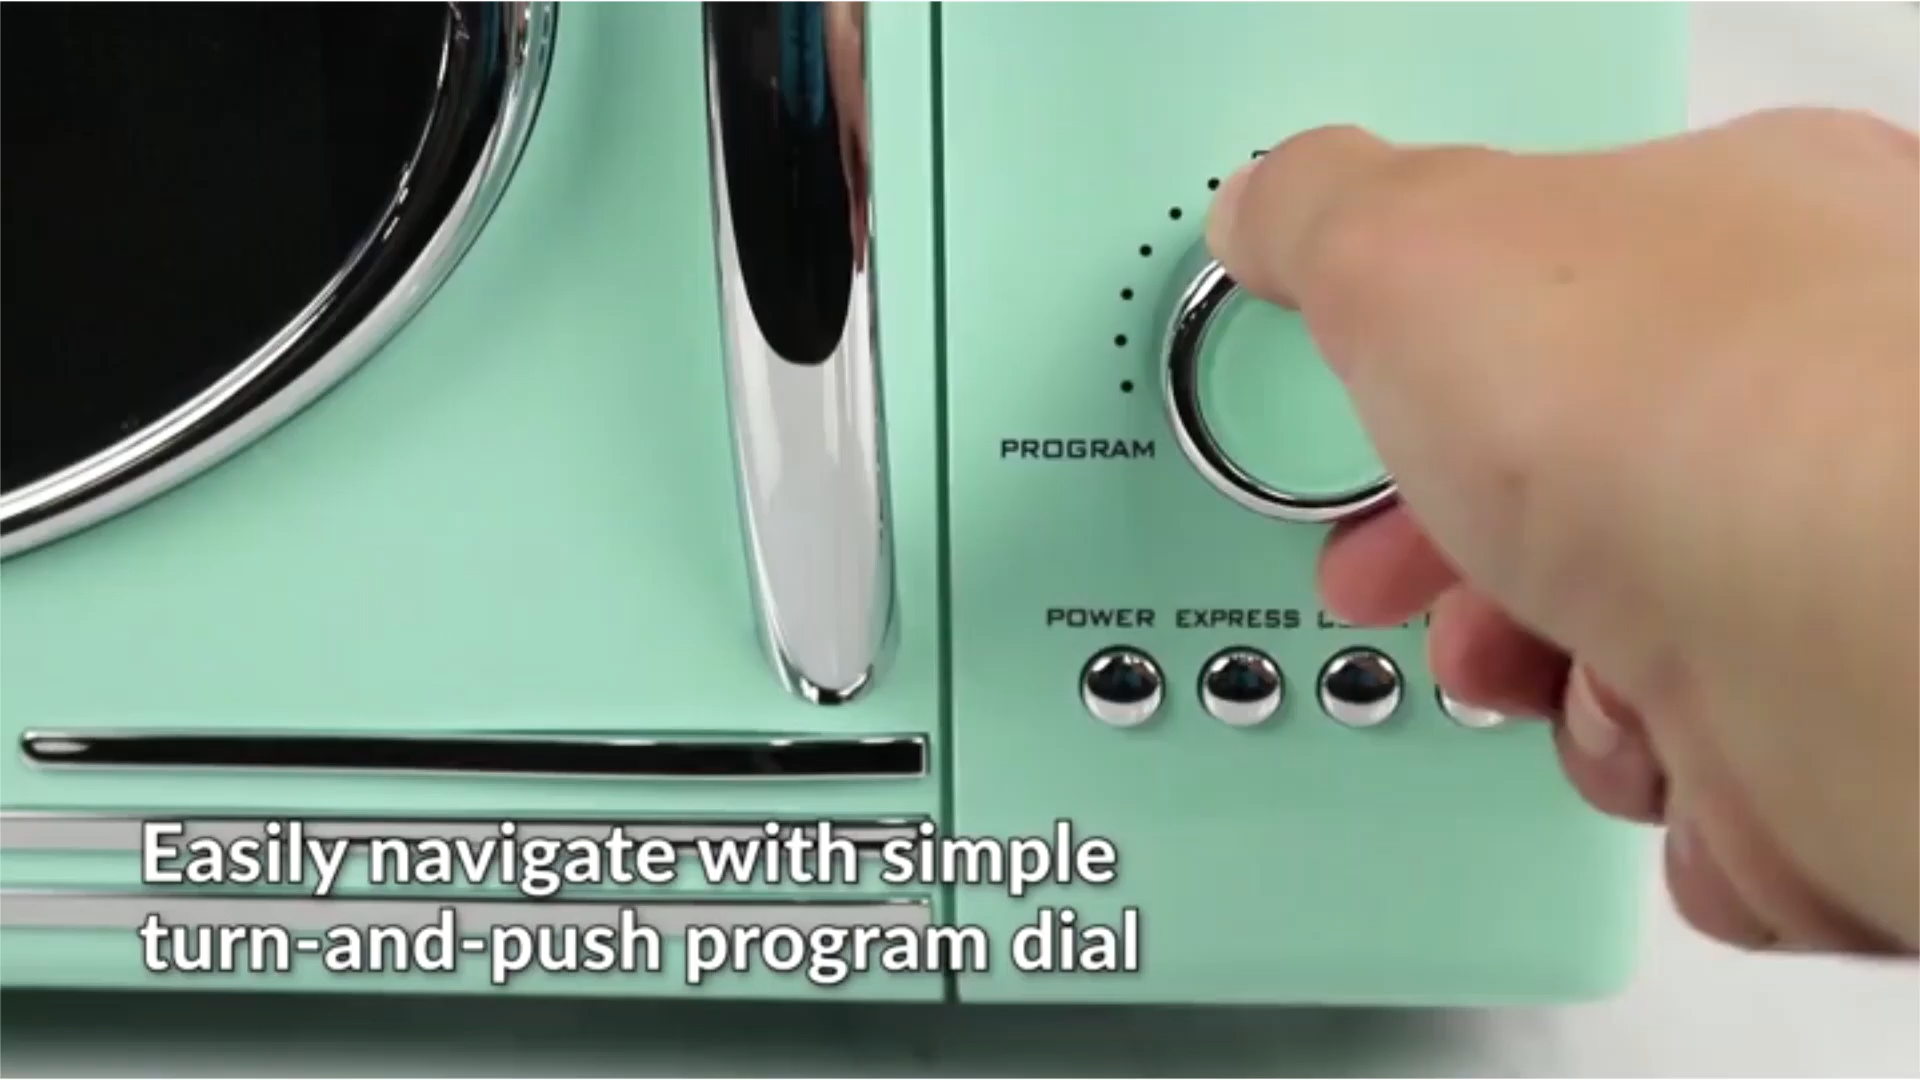 PROGRAM
POWER EXPRESS
Easily navigate with simple
turn-and-push program dial